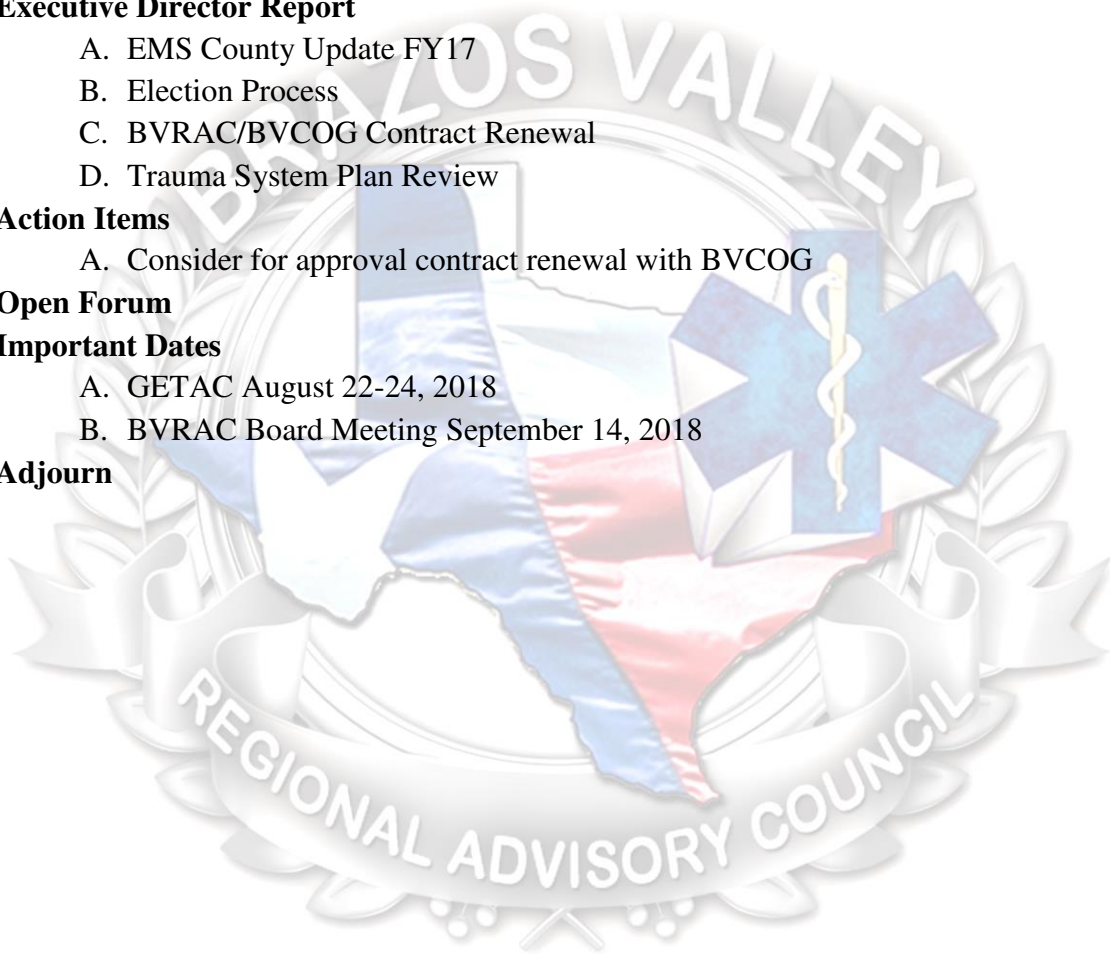 Executive Director Report
A. EMS County Update FY17
B. Election Process
C. BVRAC/BVCOG Contract Renewal
D. Trauma System Plan Review
Action Items
A. Consider for approval contract renewal with BVCOG
Open Forum
Important Dates
A. GETAC August 22-24, 2018
B. BVRAC Board Meeting September 14, 2018
Adjourn
BRAZOS VALLEY
REGIONAL ADVISORY COUNCIL